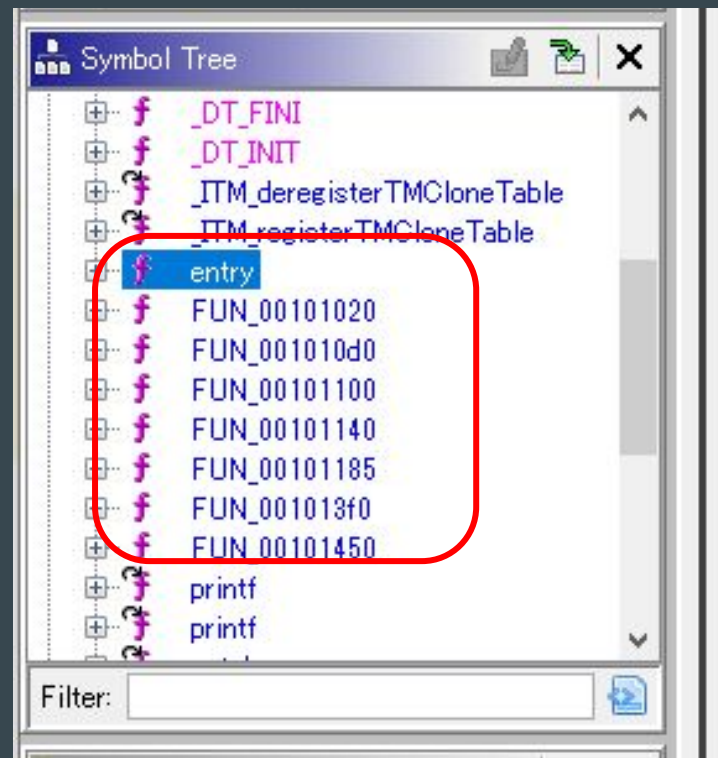 Symbol Tree
_DT_FINI
_DT_INIT
_ITM_deregisterTMCloneTable
_ITM_registerTMCloneTable
entry
FUN_00101020
FUN_001010d0
FUN_00101100
FUN_00101140
FUN_00101185
FUN_001013f0
FUN_00101450
printf
printf
Filter: